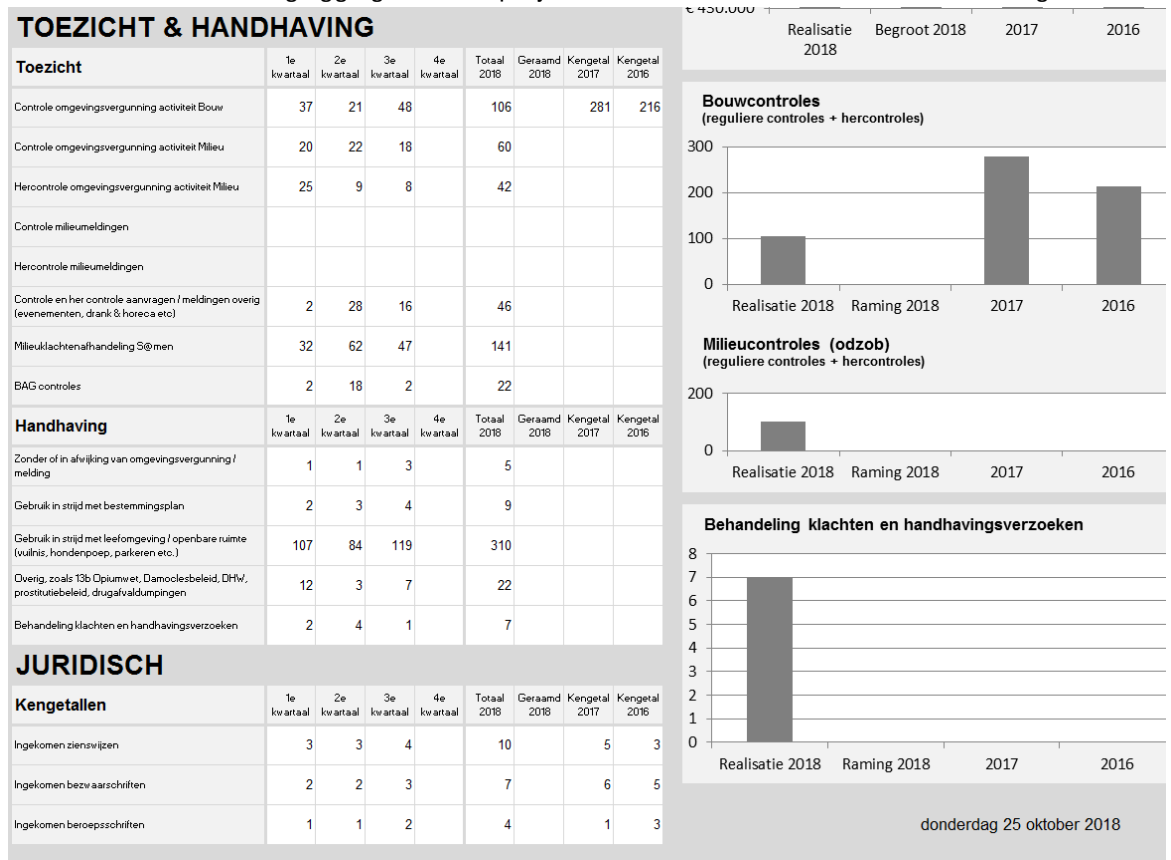 TOEZICHT & HANDHAVING
Toezicht 1e kwartaal 2e kwartaal 3e kwartaal 4e kwartaal Totaal 2018 Geraamd 2018 Kengetal 2017 Kengetal 2016
Controle omgevingsvergunning activiteit Bouw 37 21 48 106 281 216
Controle omgevingsvergunning activiteit Milieu 20 22 18 60
Hercontrole omgevingsvergunning activiteit Milieu 25 9 8 42
Controle milieumeldingen
Hercontrole milieumeldingen
Controle en her controle aanvragen / meldingen overig
(evenementen, drank & horeca etc) 2 28 16 46
Milieuklachtenafhandeling S@men 32 62 47 141
BAG controles 2 18 2 22
Handhaving 1e kwartaal 2e kwartaal 3e kwartaal 4e kwartaal Totaal 2018 Geraamd 2018 Kengetal 2017 Kengetal 2016
Zonder of in afwijking van omgevingsvergunning /
melding 1 1 3 5
Gebruik in strijd met bestemmingsplan 2 3 4 9
Gebruik in strijd met leefomgeving / openbare ruimte
(vuilnis, hondenpoep, parkeren etc.) 107 84 119 310
Overig, zoals 13b Opiumwet, Damoclesbeleid, DHW,
prostitutiebeleid, drugafvaldumpingen 12 3 7 22
Behandeling klachten en handhavingsverzoeken 2 4 1 7
JURIDISCH
Kengetallen 1e kwartaal 2e kwartaal 3e kwartaal 4e kwartaal Totaal 2018 Geraamd 2018 Kengetal 2017 Kengetal 2016
Ingekomen zienswijzen 3 3 4 10 5 3
Ingekomen bezwaarschriften 2 2 3 7 6 5
Ingekomen beroepsschriften 1 1 2 4 1 3
€ 450.000
Realisatie 2018 Begroot 2018 2017 2016
Bouwcontroles
(reguliere controles + hercontroles)
300
200
100
0
Realisatie 2018 Raming 2018 2017 2016
Milieucontroles (odzob)
(reguliere controles + hercontroles)
200
0
Realisatie 2018 Raming 2018 2017 2016
Behandeling klachten en handhavingsverzoeken
8
7
6
5
4
3
2
1
0
Realisatie 2018 Raming 2018 2017 2016
donderdag 25 oktober 2018